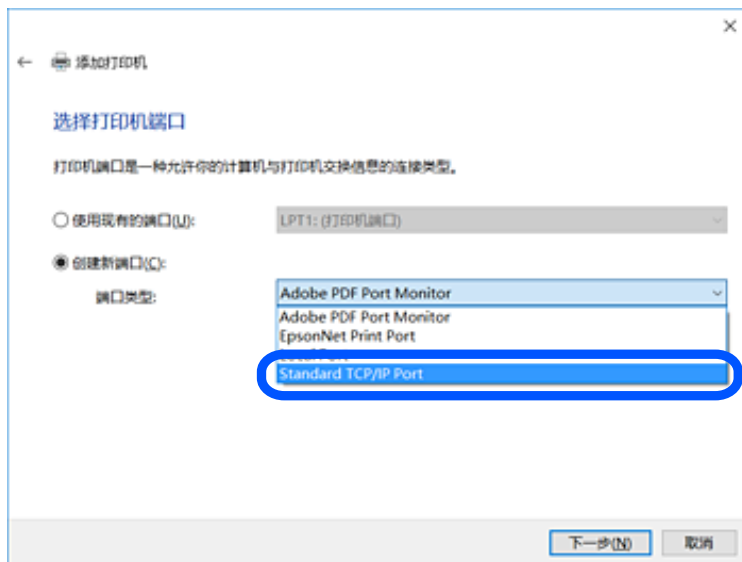 添加打印机
选择打印机端口
打印机端口是一种允许你的计算机与打印机交换信息的连接类型。
使用现有的端口(U): LPT1: (打印机端口)
创建新端口(C):
端口类型: Adobe PDF Port Monitor
Adobe PDF Port Monitor
EpsonNet Print Port
Standard TCP/IP Port
下一步(N) 取消